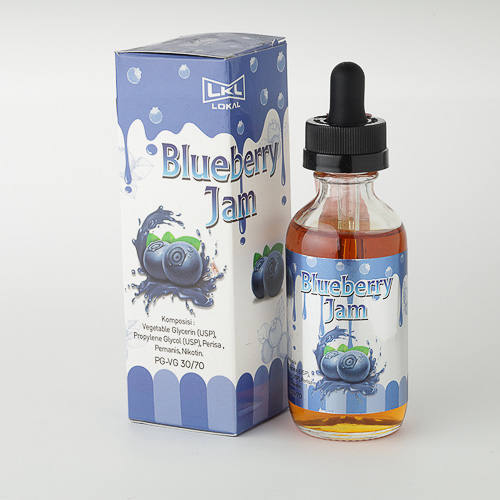 LKL
LOKAL
Blueberry
Jam
Komposisi :
Vegetable Glycerin (USP),
Propylene Glycol (USP), Perisa,
Pemanis, Nikotin.
PG-VG 30/70
Blueberry
Jam